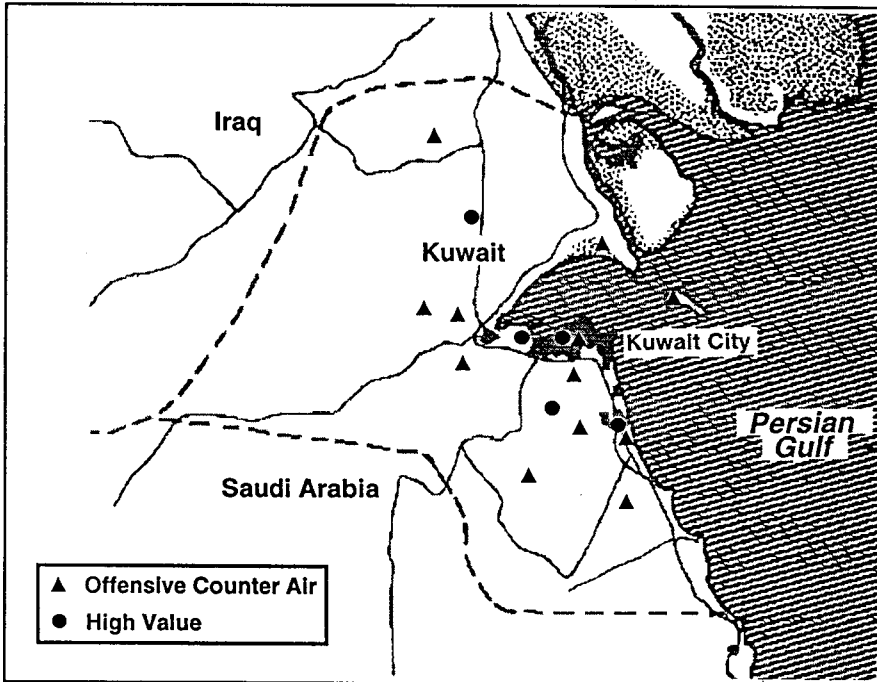 Iraq
Kuwait
Kuwait City
Persian
Gulf
Saudi Arabia
Offensive Counter Air
High Value